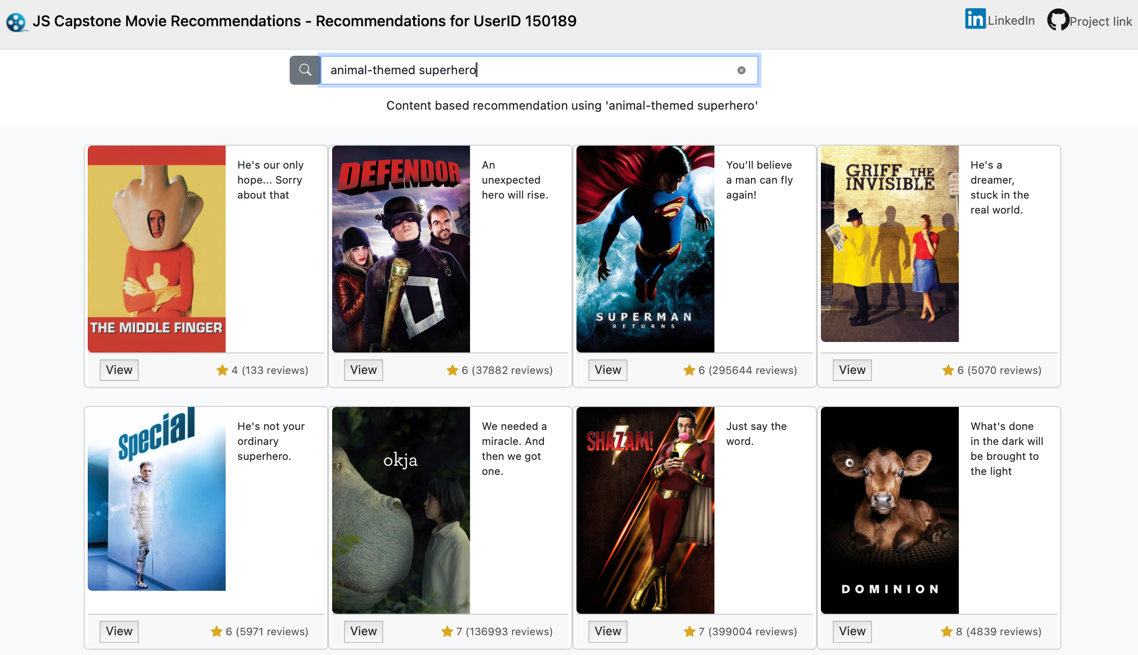 JS Capstone Movie Recommendations - Recommendations for UserID 150189
in LinkedIn
Project link
animal-themed superhero
Content based recommendation using 'animal-themed superhero'
THE MIDDLE FINGER
He's our only
hope... Sorry
about that
View
4 (133 reviews)
DEFENDOR
An
unexpected
hero will rise.
View
6 (37882 reviews)
SUPERMAN
RETURNS
You'll believe
a man can fly
again!
View
6 (295644 reviews)
GRIFF THE
INVISIBLE
He's a
dreamer,
stuck in the
real world.
View
6 (5070 reviews)
Special
He's not your
ordinary
superhero.
View
6 (5971 reviews)
okja
We needed a
miracle. And
then we got
one.
View
7 (136993 reviews)
SHAZAM!
Just say the
word.
View
7 (399004 reviews)
DOMINION
What's done
in the dark will
be brought to
the light
View
8 (4839 reviews)